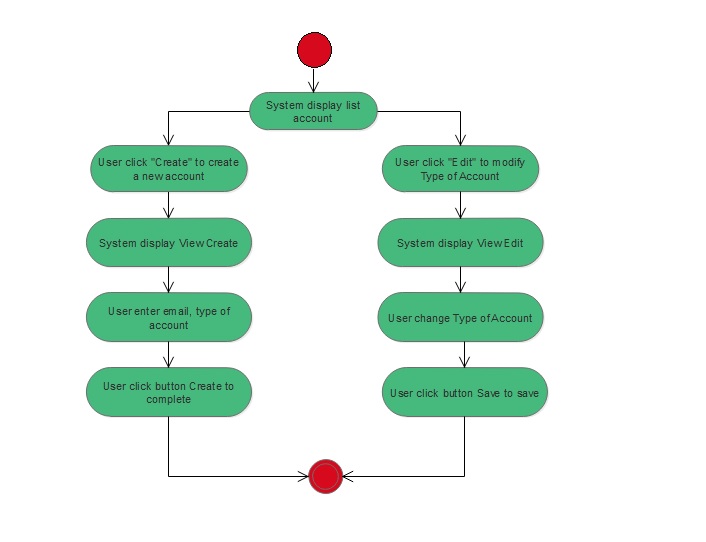 System display list
account
User click "Create" to create
a new account
User click "Edit" to modify
Type of Account
System display View Create
System display View Edit
User enter email, type of
account
User change Type of Account
User click button Create to
complete
User click button Save to save